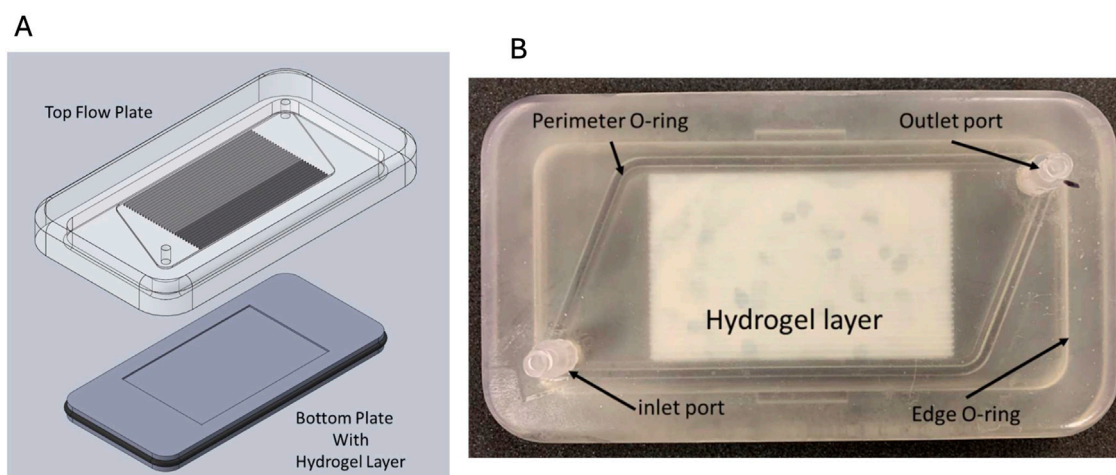 A
Top Flow Plate
Bottom Plate
With
Hydrogel Layer
B
Perimeter O-ring
Outlet port
Hydrogel layer
inlet port
Edge O-ring